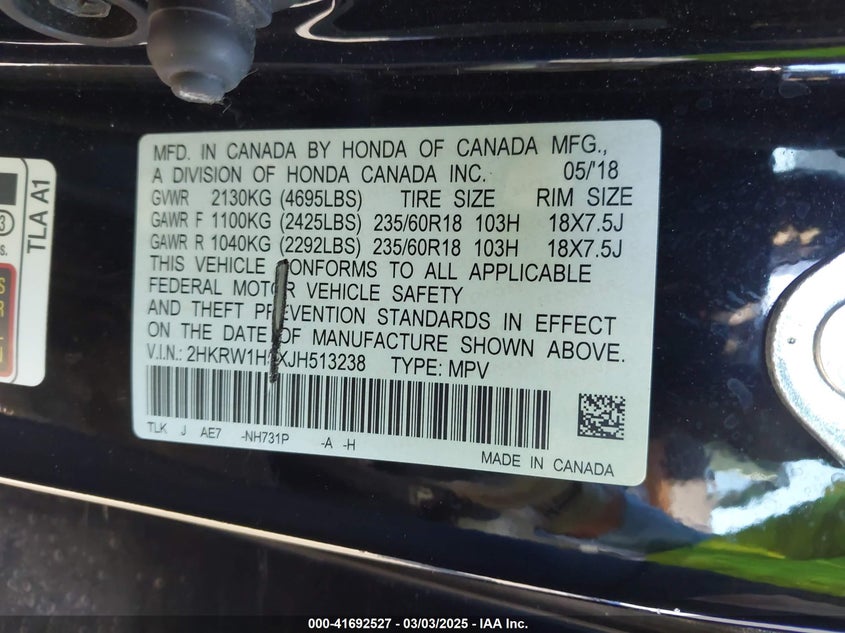 MFD. IN CANADA BY HONDA OF CANADA MFG.,
A DIVISION OF HONDA CANADA INC. 05/'18
GVWR 2130KG (4695LBS) TIRE SIZE RIM SIZE
GAWR F 1100KG (2425LBS) 235/60R18 103H 18X7.5J
GAWR R 1040KG (2292LBS) 235/60R18 103H 18X7.5J
THIS VEHICLE CONFORMS TO ALL APPLICABLE
FEDERAL MOTOR VEHICLE SAFETY
AND THEFT PREVENTION STANDARDS IN EFFECT
ON THE DATE OF MANUFACTURE SHOWN ABOVE.
V.I.N.: TYPE: MPV
TLK J AE7 -NH731P -A -H
MADE IN CANADA
TLA A1
000-41692527 - 03/03/2025 - IAA Inc.